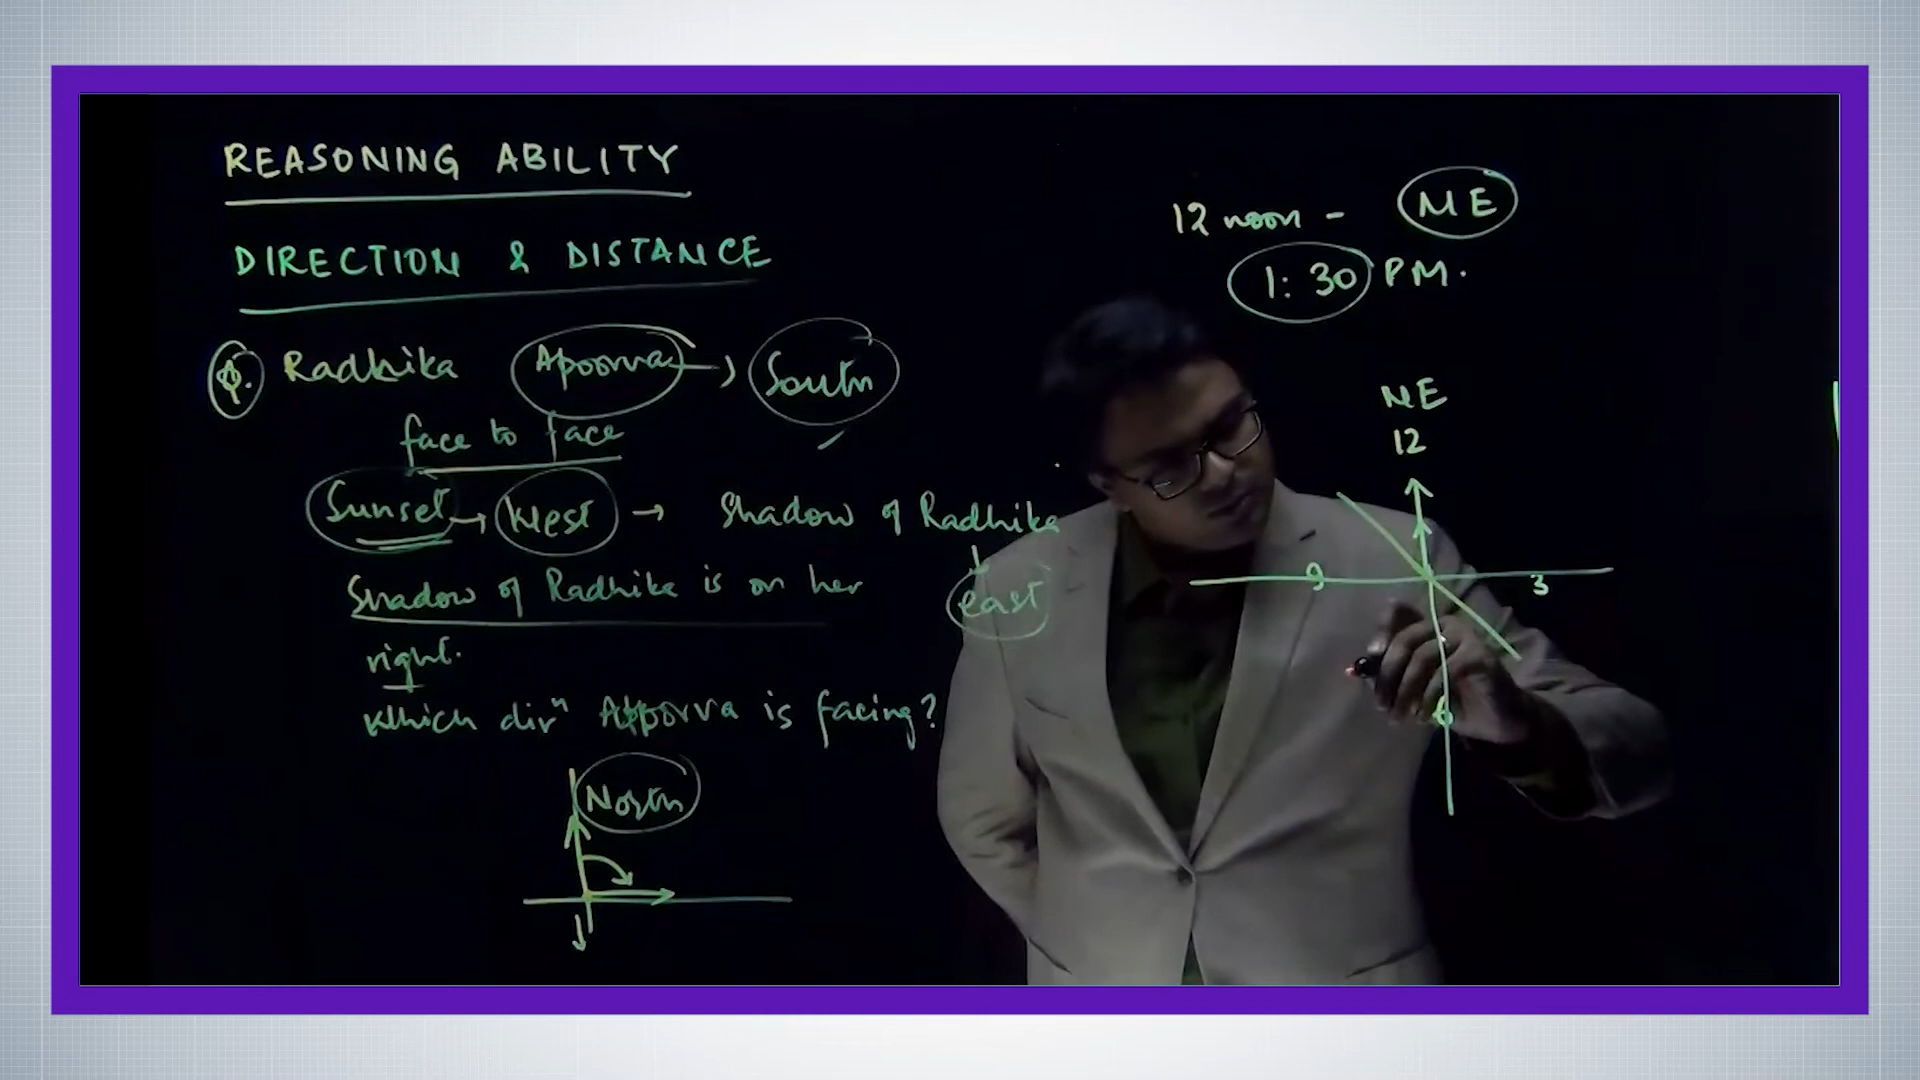 REASONING ABILITY
DIRECTION & DISTANCE
Q. Radhika Apoorva → South
face to face
Sunset → West → Shadow of Radhika
east
Shadow of Radhika is on her
right.
Which dirⁿ Apoorva is facing?
North
12 noon - NE
1:30 PM.
NE
12
9 3
6